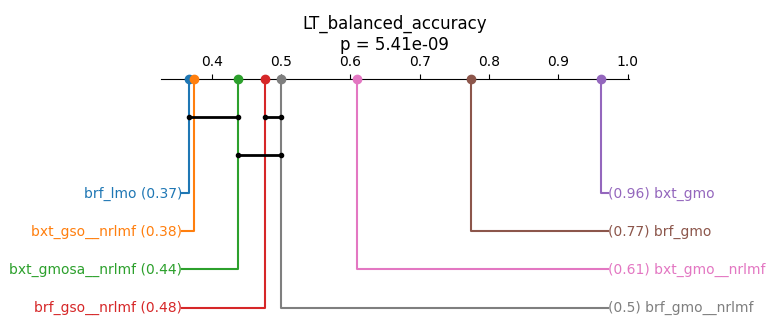 LT_balanced_accuracy
p = 5.41e-09
0.4 0.5 0.6 0.7 0.8 0.9 1.0
brf_lmo (0.37) (0.96) bxt_gmo
bxt_gso__nrlmf (0.38) (0.77) brf_gmo
bxt_gmosa__nrlmf (0.44) (0.61) bxt_gmo__nrlmf
brf_gso__nrlmf (0.48) (0.5) brf_gmo__nrlmf